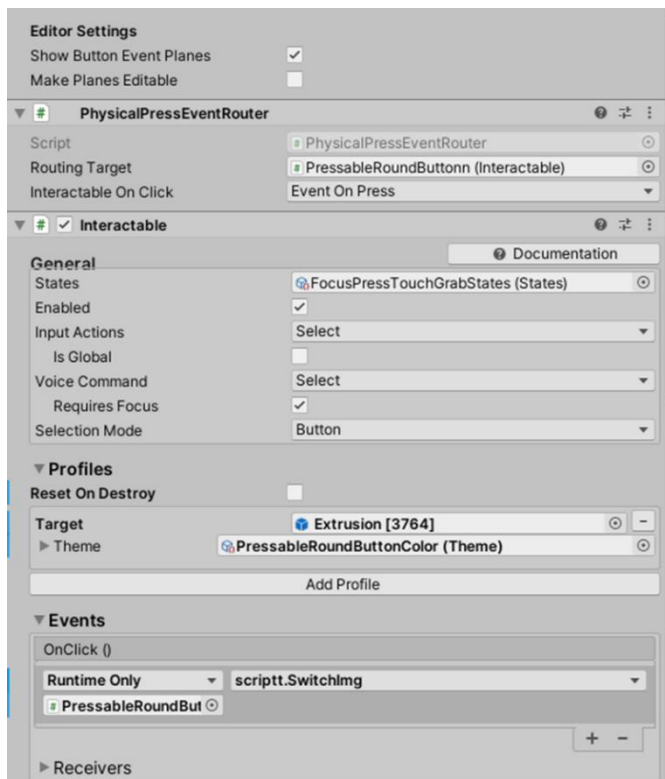 Editor Settings
Show Button Event Planes
Make Planes Editable
PhysicalPressEventRouter
Script PhysicalPressEventRouter
Routing Target PressableRoundButtonn (Interactable)
Interactable On Click Event On Press
Interactable
Documentation
General
States FocusPressTouchGrabStates (States)
Enabled
Input Actions Select
Is Global
Voice Command Select
Requires Focus
Selection Mode Button
Profiles
Reset On Destroy
Target Extrusion [3764]
Theme PressableRoundButtonColor (Theme)
Add Profile
Events
OnClick ()
Runtime Only scriptt.SwitchImg
PressableRoundBut
Receivers